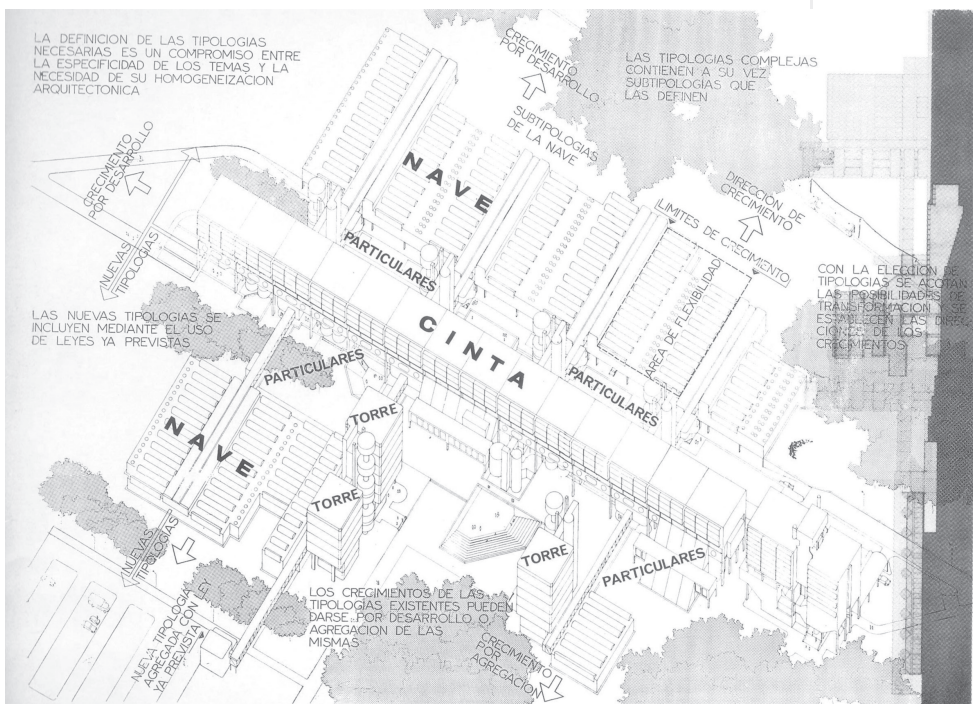 LA DEFINICION DE LAS TIPOLOGIAS
NECESARIAS ES UN COMPROMISO ENTRE
LA ESPECIFICIDAD DE LOS TEMAS Y LA
NECESIDAD DE SU HOMOGENEIZACION
ARQUITECTONICA
CRECIMIENTO
POR DESARROLLO
LAS TIPOLOGIAS COMPLEJAS
CONTIENEN A SU VEZ
SUBTIPOLOGIAS QUE
LAS DEFINEN
SUBTIPOLOGIAS
DE LA NAVE
NAVE
CRECIMIENTO
POR DESARROLLO
DIRECCION DE
CRECIMIENTO
LIMITES DE CRECIMIENTO
PARTICULARES
NUEVAS
TIPOLOGIAS
AREA DE FLEXIBILIDAD
CON LA ELECCION DE
TIPOLOGIAS SE ACOTAN
LAS POSIBILIDADES DE
TRANSFORMACION Y SE
ESTABLECEN LAS DIREC
CIONES DE LOS
CRECIMIENTOS
LAS NUEVAS TIPOLOGIAS SE
INCLUYEN MEDIANTE EL USO
DE LEYES YA PREVISTAS
CINTA
PARTICULARES
PARTICULARES
TORRE
NAVE
TORRE
TORRE
PARTICULARES
NUEVAS
TIPOLOGIAS
NUEVA TIPOLOGIA
AGREGADA CON LEY
YA PREVISTA
LOS CRECIMIENTOS DE LAS
TIPOLOGIAS EXISTENTES PUEDEN
DARSE POR DESARROLLO O
AGREGACION DE LAS
MISMAS
CRECIMIENTO
POR
AGREGACION